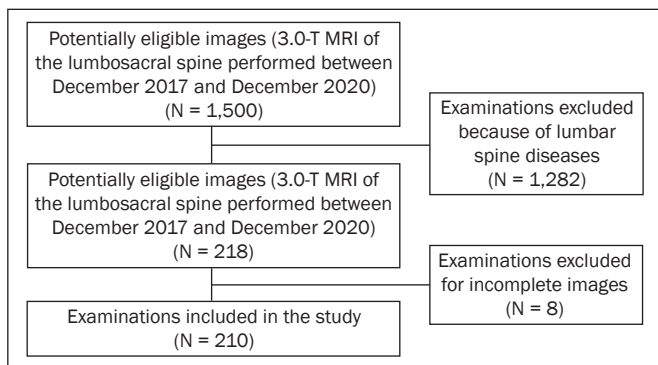 Potentially eligible images (3.0-T MRI of
the lumbosacral spine performed between
December 2017 and December 2020)
(N = 1,500)
Examinations excluded
because of lumbar
spine diseases
(N = 1,282)
Potentially eligible images (3.0-T MRI of
the lumbosacral spine performed between
December 2017 and December 2020)
(N = 218)
Examinations excluded
for incomplete images
(N = 8)
Examinations included in the study
(N = 210)